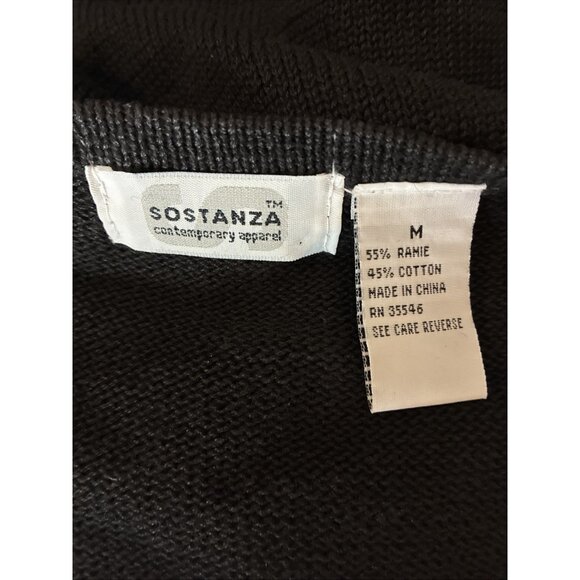 SOSTANZA™
contemporary apparel
M
55% RAMIE
45% COTTON
MADE IN CHINA
RN 35546
SEE CARE REVERSE